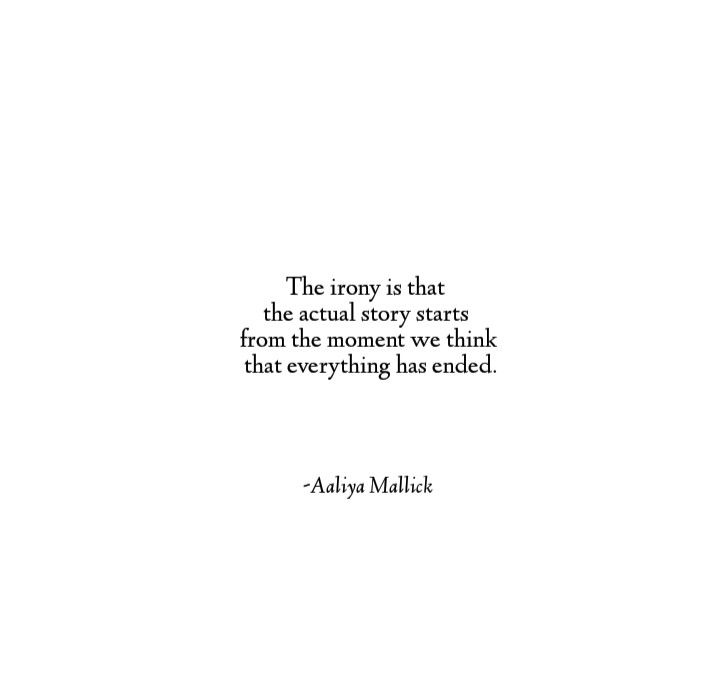 The irony is that
the actual story starts
from the moment we think
that everything has ended.
-Aaliya Mallick